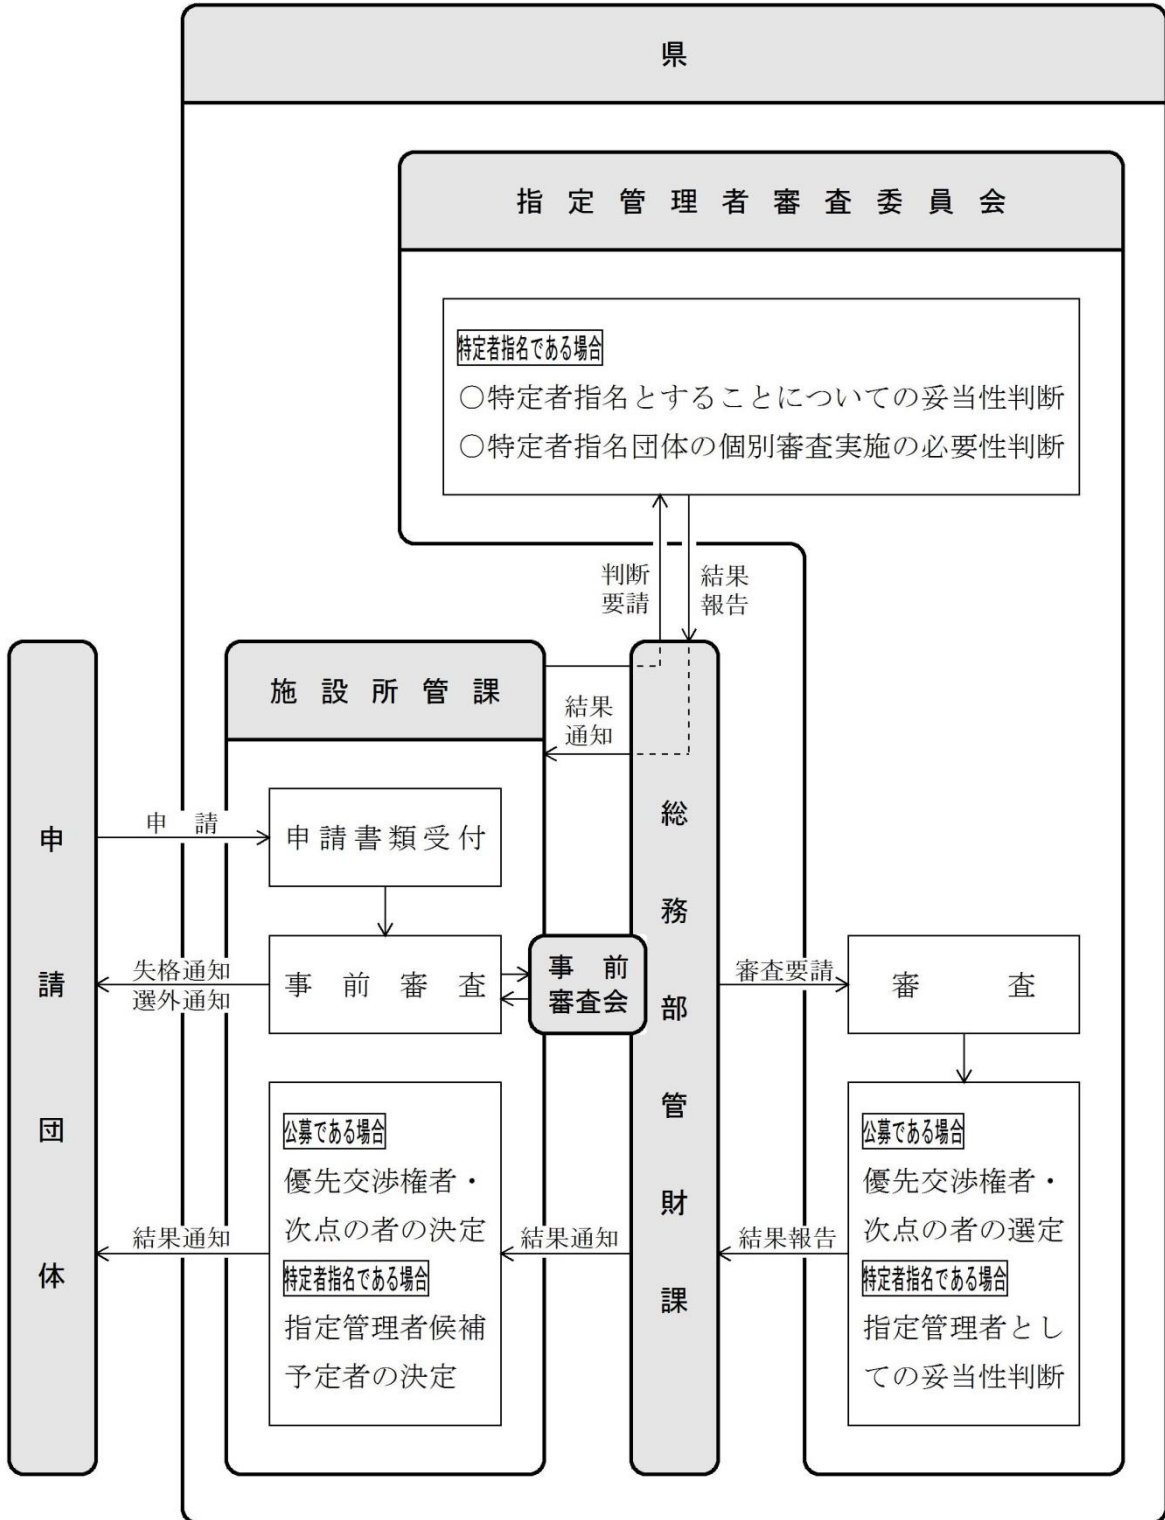 県
指定管理者審査委員会
特定者指名である場合
○特定者指名とすることについての妥当性判断
○特定者指名団体の個別審査実施の必要性判断
判断
要請
結果
報告
施設所管課
結果
通知
総務部管財課
申請団体
申請
申請書類受付
失格通知
選外通知
事前審査
事前
審査会
審査要請
審査
公募である場合
優先交渉権者・
次点の者の決定
特定者指名である場合
指定管理者候補
予定者の決定
結果通知
結果通知
結果報告
公募である場合
優先交渉権者・
次点の者の選定
特定者指名である場合
指定管理者とし
ての妥当性判断